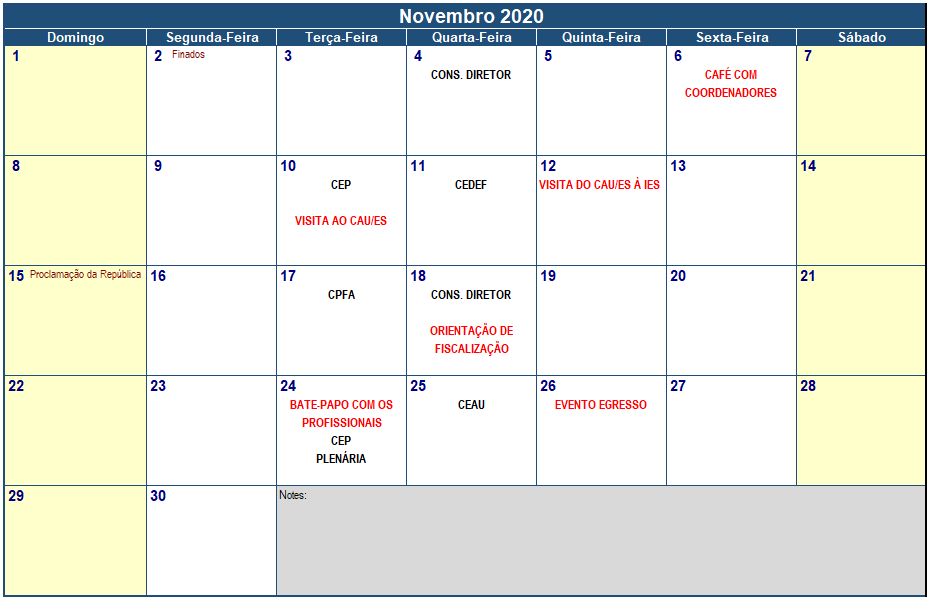 Novembro 2020
Domingo Segunda-Feira Terça-Feira Quarta-Feira Quinta-Feira Sexta-Feira Sábado
1 2 Finados 3 4 5 6 7
CONS. DIRETOR CAFÉ COM
COORDENADORES
8 9 10 11 12 13 14
CEP CEDEF VISITA DO CAU/ES À IES
VISITA AO CAU/ES
15 Proclamação da República 16 17 18 19 20 21
CPFA CONS. DIRETOR
ORIENTAÇÃO DE
FISCALIZAÇÃO
22 23 24 25 26 27 28
BATE-PAPO COM OS CEAU EVENTO EGRESSO
PROFISSIONAIS
CEP
PLENÁRIA
29 30 Notes: